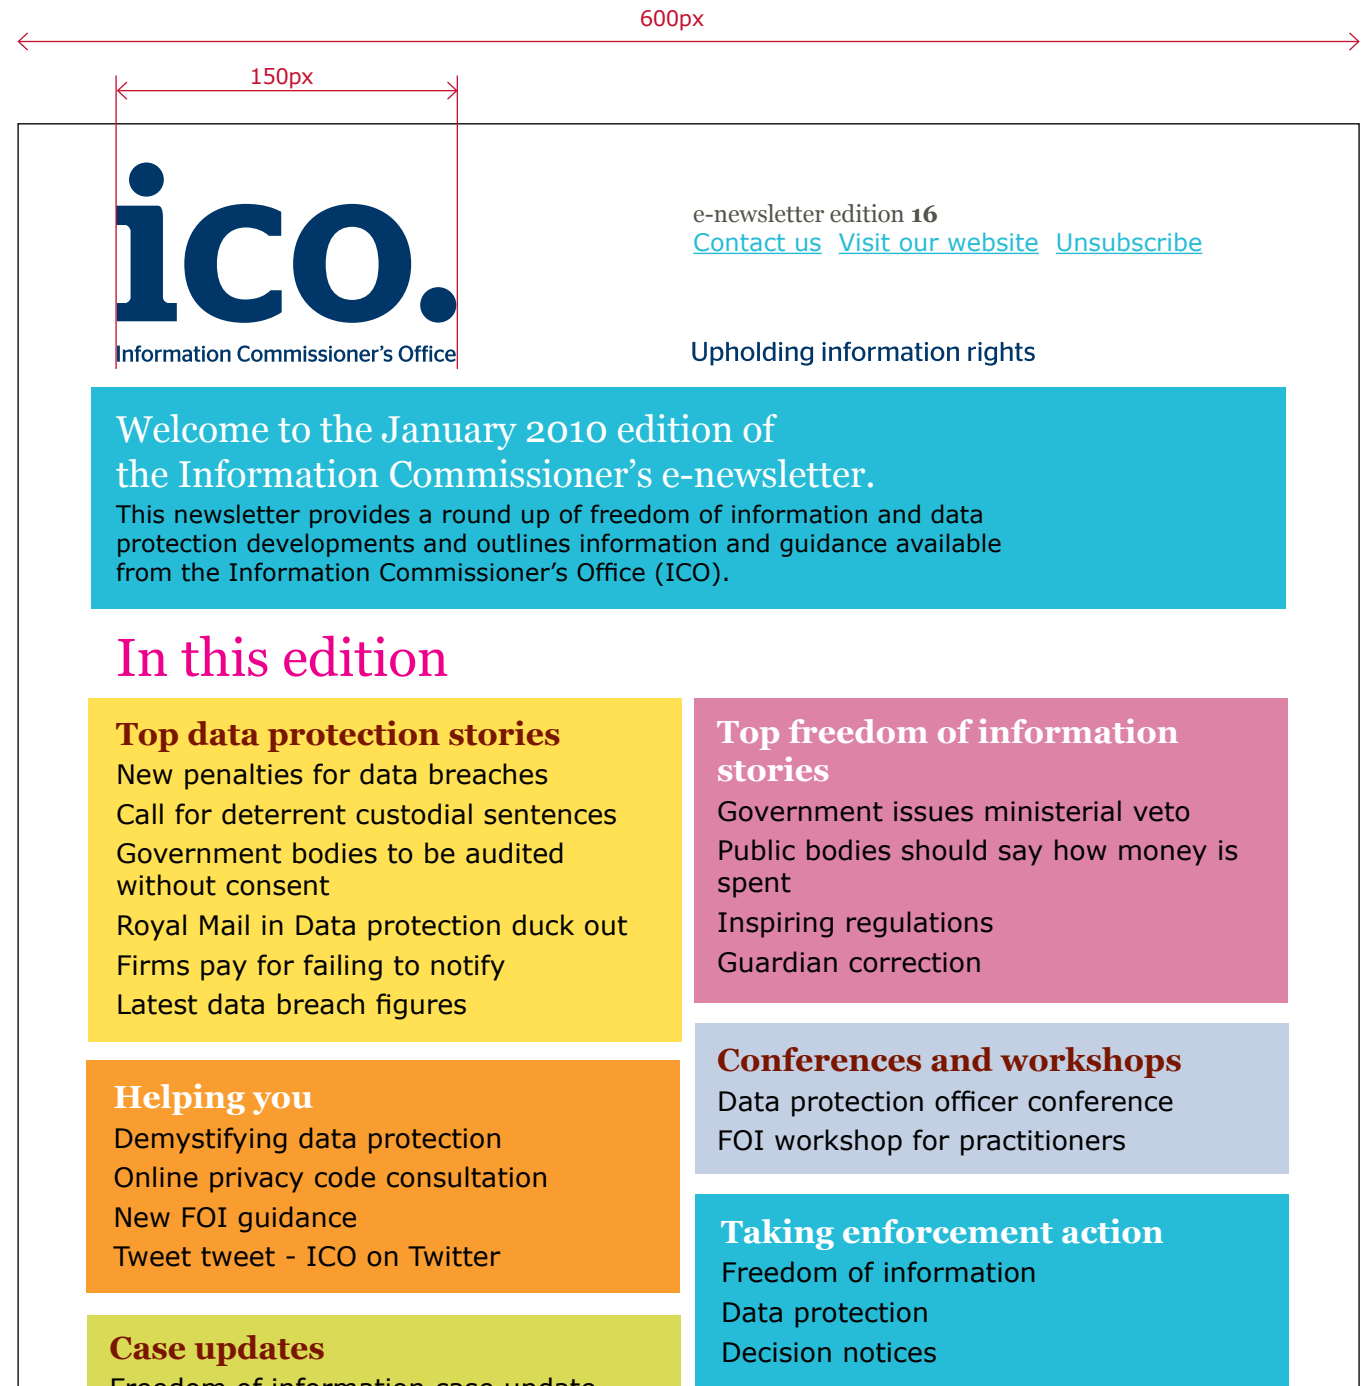 600px
150px
ico.
Information Commissioner's Office
e-newsletter edition 16
Contact us Visit our website Unsubscribe
Upholding information rights
Welcome to the January 2010 edition of
the Information Commissioner's e-newsletter.
This newsletter provides a round up of freedom of information and data
protection developments and outlines information and guidance available
from the Information Commissioner's Office (ICO).
In this edition
Top data protection stories
New penalties for data breaches
Call for deterrent custodial sentences
Government bodies to be audited
without consent
Royal Mail in Data protection duck out
Firms pay for failing to notify
Latest data breach figures
Helping you
Demystifying data protection
Online privacy code consultation
New FOI guidance
Tweet tweet - ICO on Twitter
Case updates
Freedom of information case update
Top freedom of information
stories
Government issues ministerial veto
Public bodies should say how money is
spent
Inspiring regulations
Guardian correction
Conferences and workshops
Data protection officer conference
FOI workshop for practitioners
Taking enforcement action
Freedom of information
Data protection
Decision notices